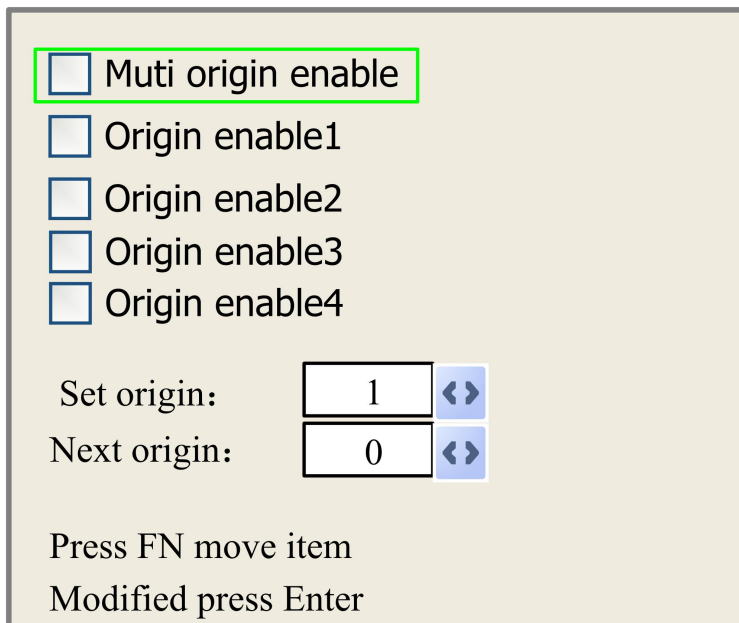 Muti origin enable
Origin enable1
Origin enable2
Origin enable3
Origin enable4
Set origin： 1
Next origin： 0
Press FN move item
Modified press Enter